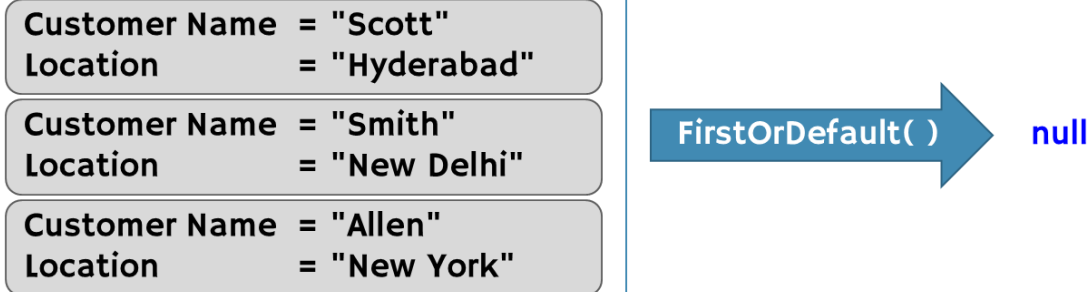 Customer Name = "Scott"
Location = "Hyderabad"
Customer Name = "Smith"
Location = "New Delhi"
Customer Name = "Allen"
Location = "New York"
FirstOrDefault( )
null